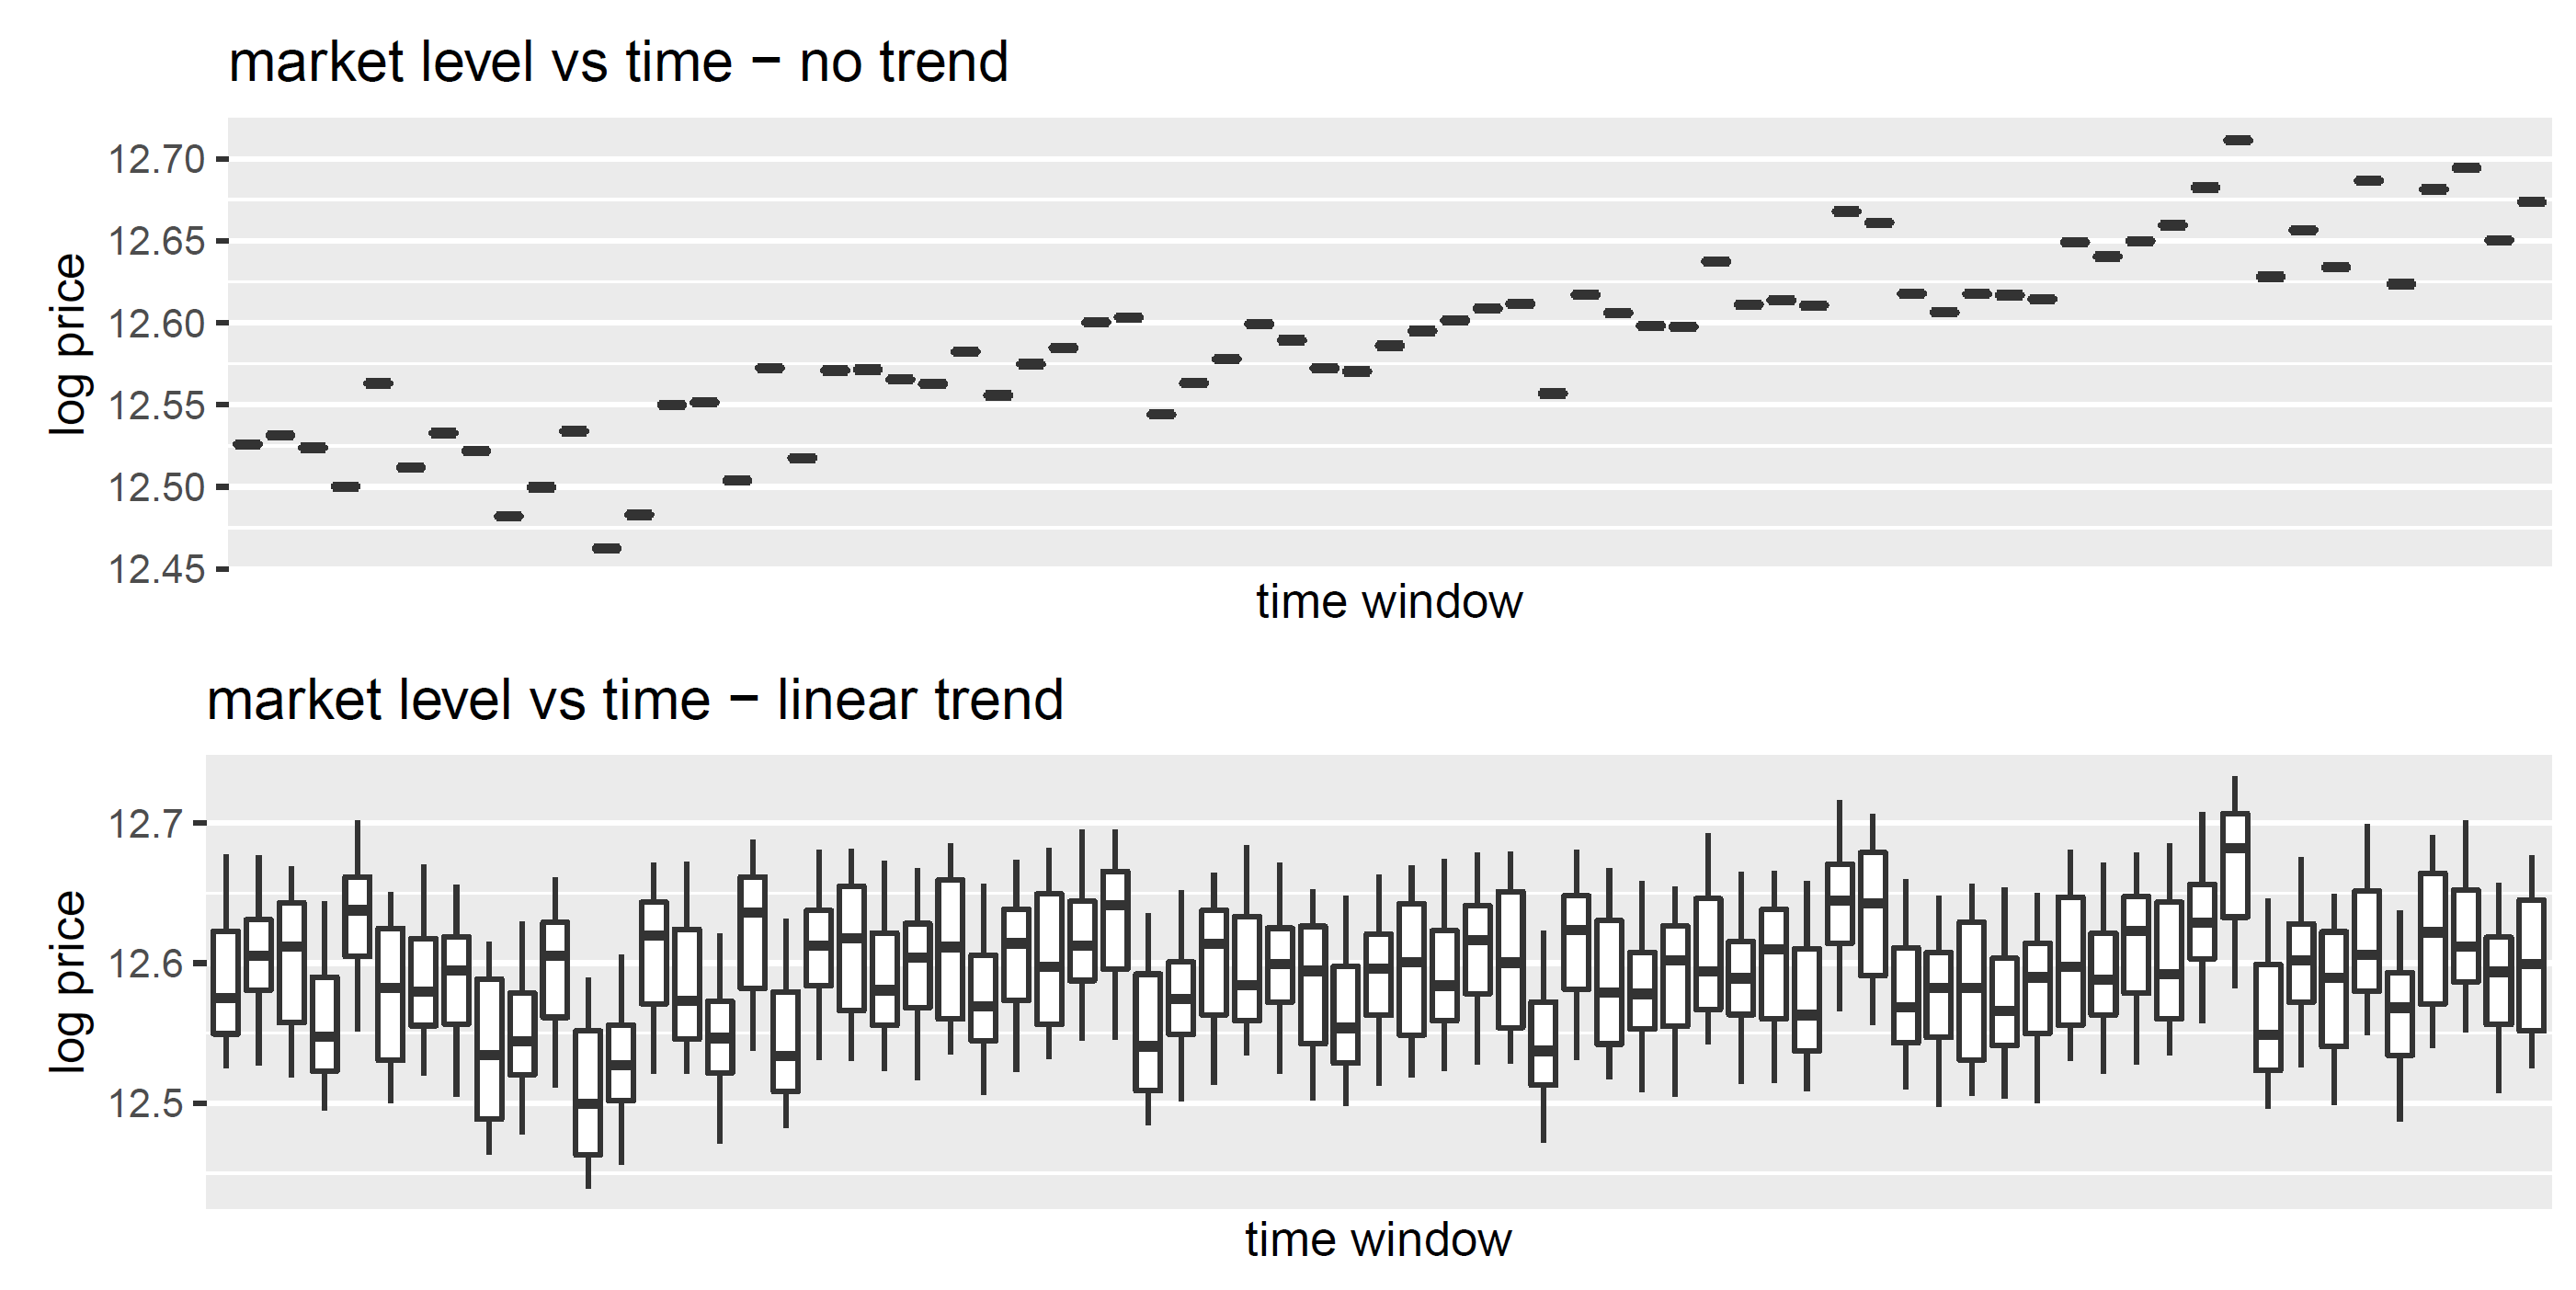 market level vs time − no trend
12.70
12.65
12.60
12.55
12.50
12.45
log price
time window
market level vs time − linear trend
12.7
12.6
12.5
log price
time window